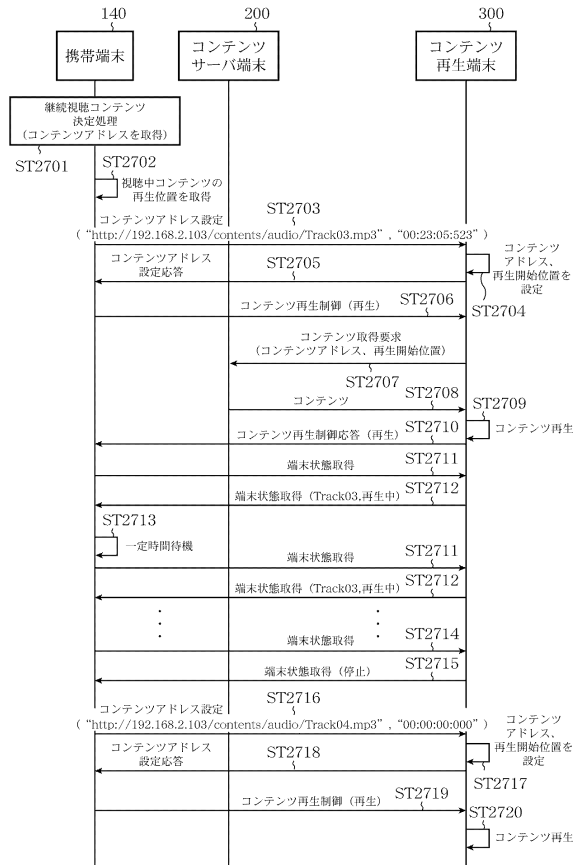 140
200
300
携帯端末
コンテンツ
サーバ端末
コンテンツ
再生端末
継続視聴コンテンツ
決定処理
(コンテンツアドレスを取得)
ST2701
ST2702
視聴中コンテンツの
再生位置を取得
ST2703
コンテンツアドレス設定
(“http://192.168.2.103/contents/audio/Track03.mp3”, “00:23:05:523”)
コンテンツ
アドレス、
再生開始位置を
設定
ST2704
コンテンツアドレス
設定応答
ST2705
コンテンツ再生制御 (再生)
ST2706
コンテンツ取得要求
(コンテンツアドレス、再生開始位置)
ST2707
コンテンツ
ST2708
ST2709
コンテンツ再生
コンテンツ再生制御応答 (再生)
ST2710
端末状態取得
ST2711
端末状態取得 (Track03,再生中)
ST2712
ST2713
一定時間待機
端末状態取得
ST2711
端末状態取得 (Track03,再生中)
ST2712
端末状態取得
ST2714
端末状態取得 (停止)
ST2715
ST2716
コンテンツアドレス設定
(“http://192.168.2.103/contents/audio/Track04.mp3”, “00:00:00:000”)
コンテンツ
アドレス、
再生開始位置を
設定
ST2717
コンテンツアドレス
設定応答
ST2718
コンテンツ再生制御 (再生)
ST2719
ST2720
コンテンツ再生